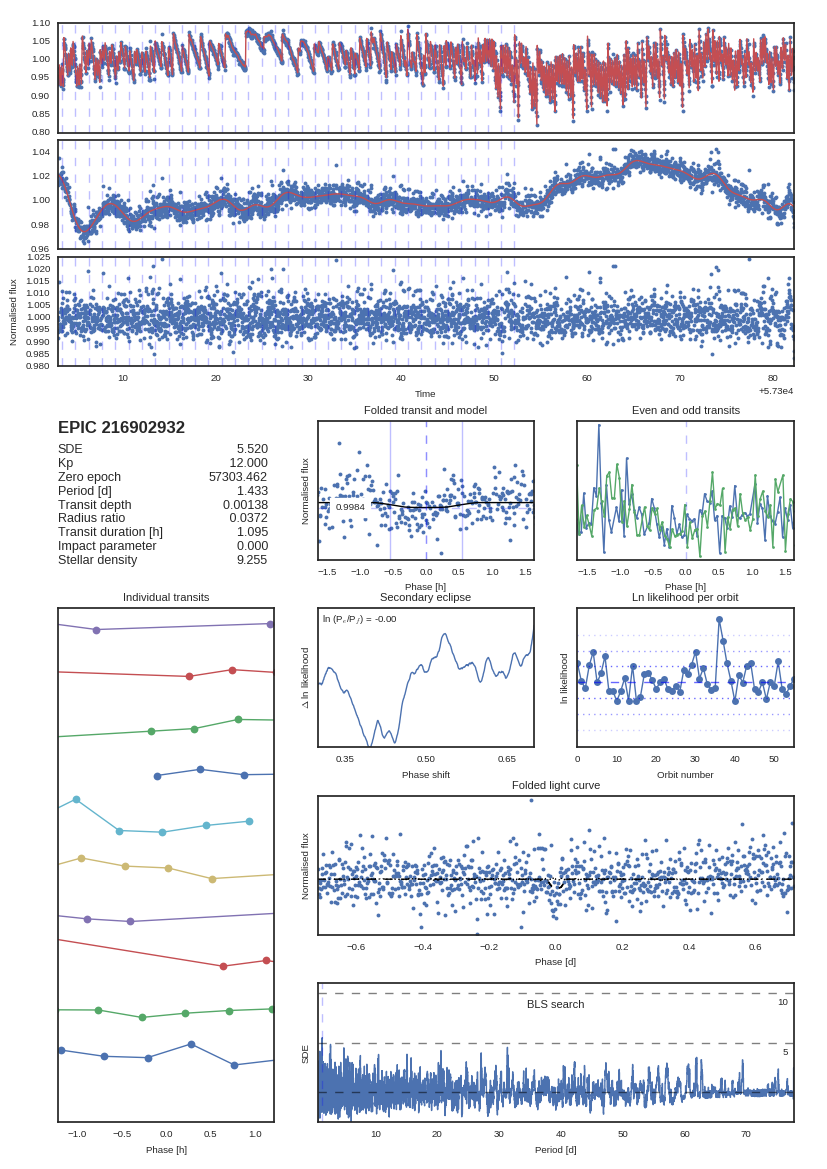 1.10
1.05
1.00
0.95
0.90
0.85
0.80
1.04
1.02
1.00
0.98
0.96
1.025
1.020
1.015
1.010
1.005
1.000
0.995
0.990
0.985
0.980
Normalised flux
10 20 30 40 50 60 70 80
Time
+5.73e4
EPIC 216902932
SDE 5.520
Kp 12.000
Zero epoch 57303.462
Period [d] 1.433
Transit depth 0.00138
Radius ratio 0.0372
Transit duration [h] 1.095
Impact parameter 0.000
Stellar density 9.255
Folded transit and model
Normalised flux
0.9984
−1.5 −1.0 −0.5 0.0 0.5 1.0 1.5
Phase [h]
Even and odd transits
−1.5 −1.0 −0.5 0.0 0.5 1.0 1.5
Phase [h]
Individual transits
−1.0 −0.5 0.0 0.5 1.0
Phase [h]
Secondary eclipse
ln (Pₑ/P𝒻) = -0.00
Δ ln likelihood
0.35 0.50 0.65
Phase shift
Ln likelihood per orbit
ln likelihood
0 10 20 30 40 50
Orbit number
Folded light curve
Normalised flux
−0.6 −0.4 −0.2 0.0 0.2 0.4 0.6
Phase [d]
BLS search
10
5
SDE
10 20 30 40 50 60 70
Period [d]